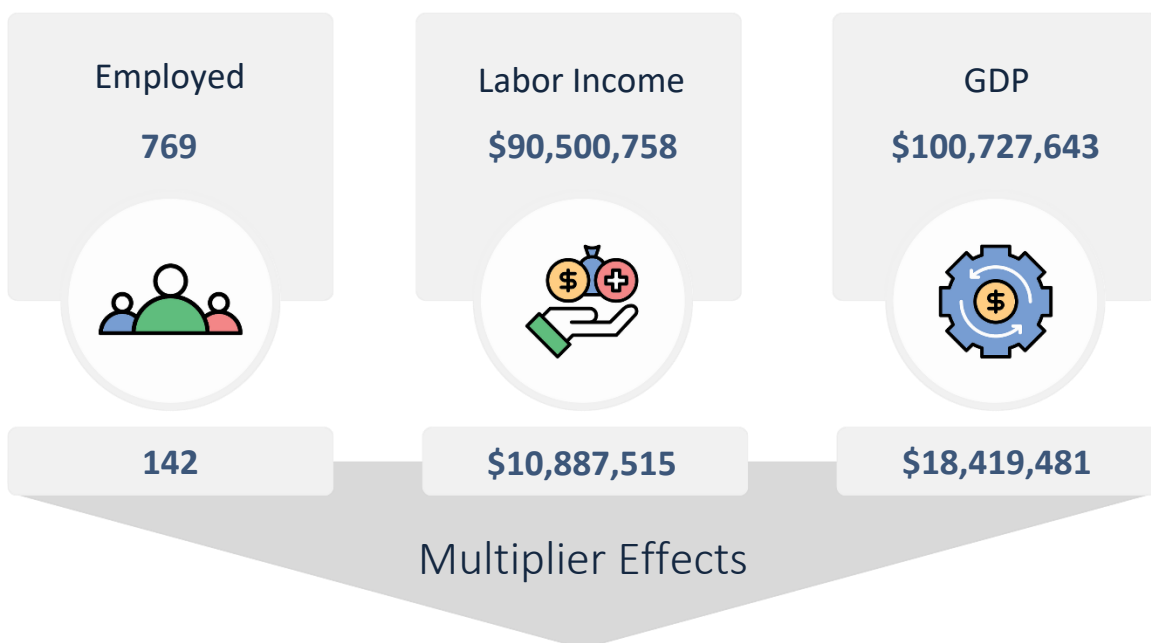 Employed
769
Labor Income
$90,500,758
GDP
$100,727,643
$
$
142
$10,887,515
$18,419,481
Multiplier Effects